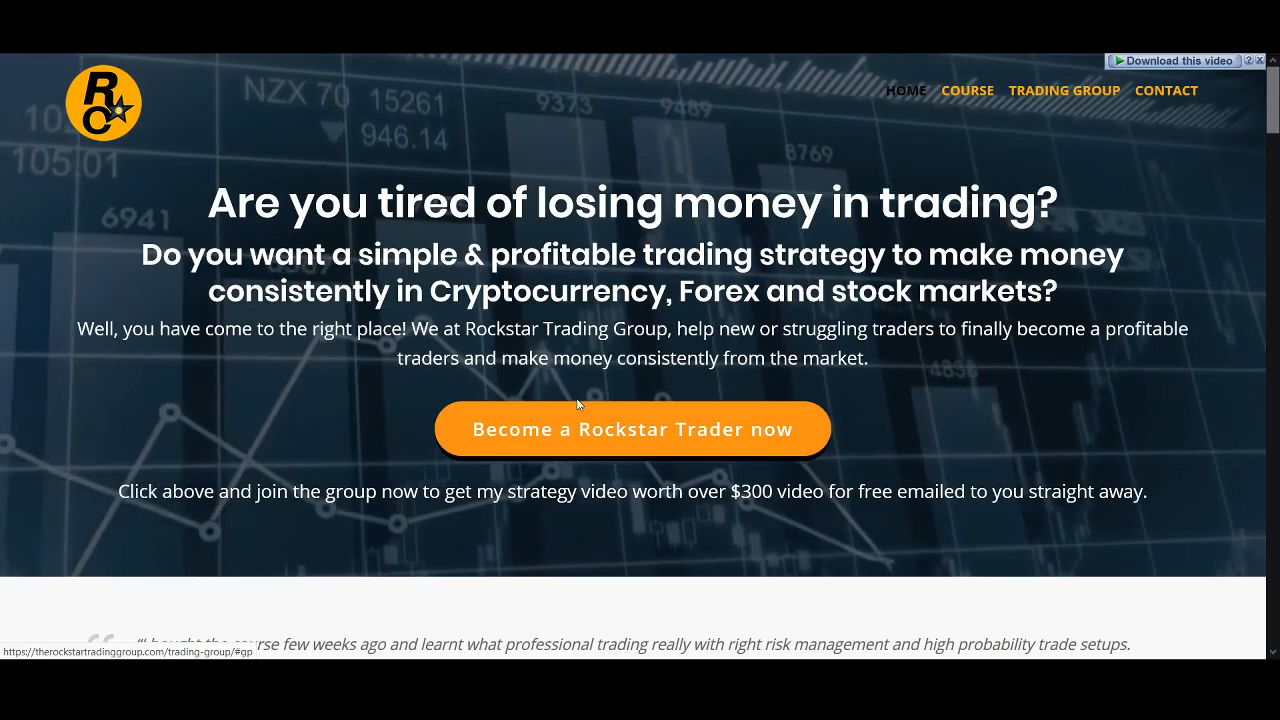 Download this video
HOME COURSE TRADING GROUP CONTACT
RC
NZX 70 15261
946.14
105.01
6941
9373
9489
8769
4836
Are you tired of losing money in trading?
Do you want a simple & profitable trading strategy to make money
consistently in Cryptocurrency, Forex and stock markets?
Well, you have come to the right place! We at Rockstar Trading Group, help new or struggling traders to finally become a profitable
traders and make money consistently from the market.
Become a Rockstar Trader now
Click above and join the group now to get my strategy video worth over $300 video for free emailed to you straight away.
“I bought the course few weeks ago and learnt what professional trading really with right risk management and high probability trade setups.
https://therockstartradinggroup.com/trading-group/#gp